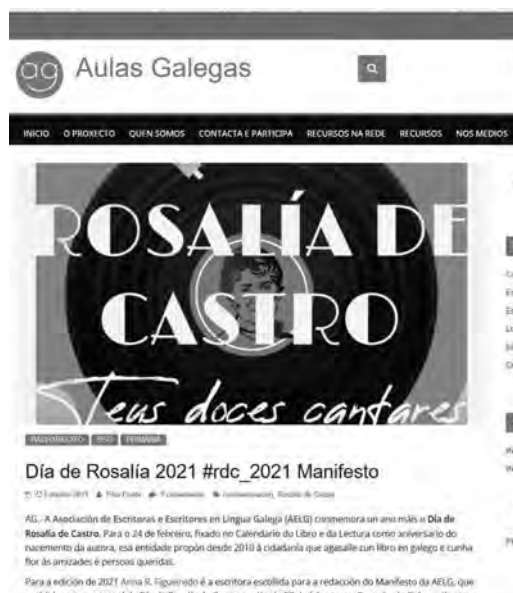 ag Aulas Galegas
INICIO O PROXECTO QUEN SOMOS CONTACTA E PARTICIPA RECURSOS NA REDE RECURSOS NOS MEDIOS
ROSALÍA DE
CASTRO
Teus doces cantares
BACHARELATO ESO PRIMARIA
Día de Rosalía 2021 #rdc_2021 Manifesto
AG.- A Asociación de Escritoras e Escritores en Lingua Galega (AELG) conmemora un ano máis o Día de
Rosalía de Castro. Para o 24 de febreiro, fixado no Calendario do Libro e da Lectura como aniversario do
nacemento da autora, esa entidade propón desde 2010 á cidadanía que agasalle cun libro en galego e cunha
flor ás amizades e persoas queridas.
Para a edición de 2021 Anna R. Figueiredo é a escritora escollida para a redacción do Manifesto da AELG, que